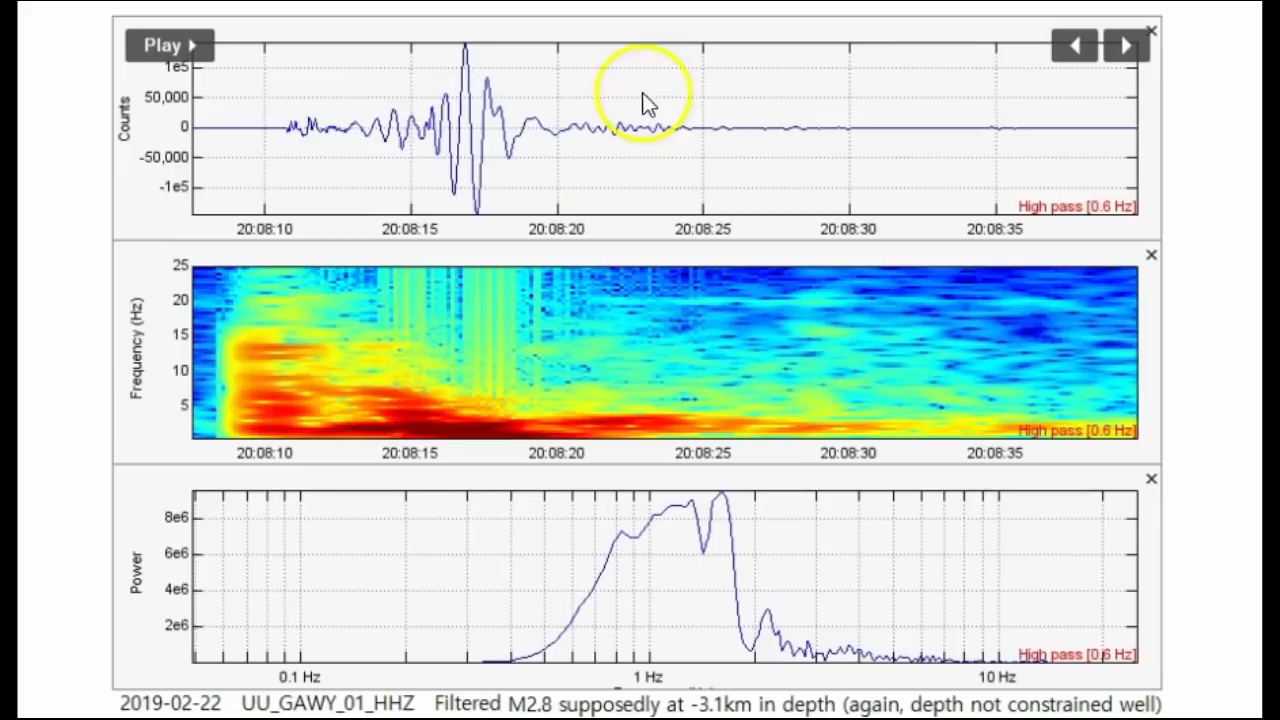 Play
1e5
50,000
0
-50,000
-1e5
Counts
High pass [0.6 Hz]
20:08:10 20:08:15 20:08:20 20:08:25 20:08:30 20:08:35
25
20
15
10
5
Frequency (Hz)
High pass [0.6 Hz]
20:08:10 20:08:15 20:08:20 20:08:25 20:08:30 20:08:35
8e6
6e6
4e6
2e6
Power
High pass [0.6 Hz]
0.1 Hz 1 Hz 10 Hz
2019-02-22 UU_GAWY_01_HHZ Filtered M2.8 supposedly at -3.1km in depth (again, depth not constrained well)